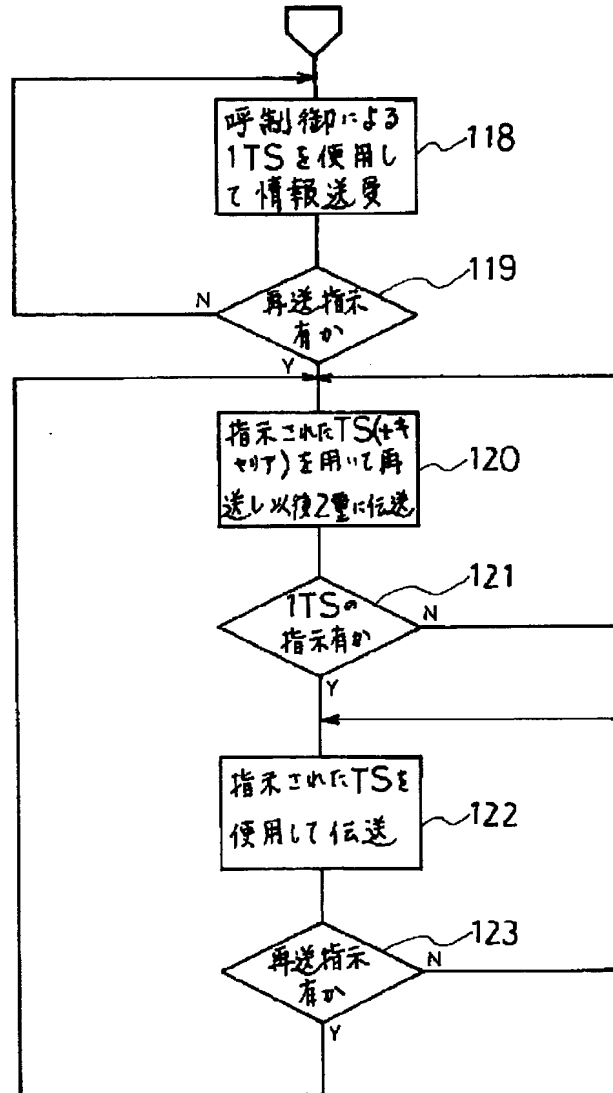 呼制御による
1TSを使用し
て情報送受
118
119
再送指示
有か
N
Y
指示されたTS(+キ
ャリア)を用いて再
送し以後2重に伝送
120
121
1TSの
指示有か
N
Y
指示されたTSを
使用して伝送
122
123
再送指示
有か
N
Y